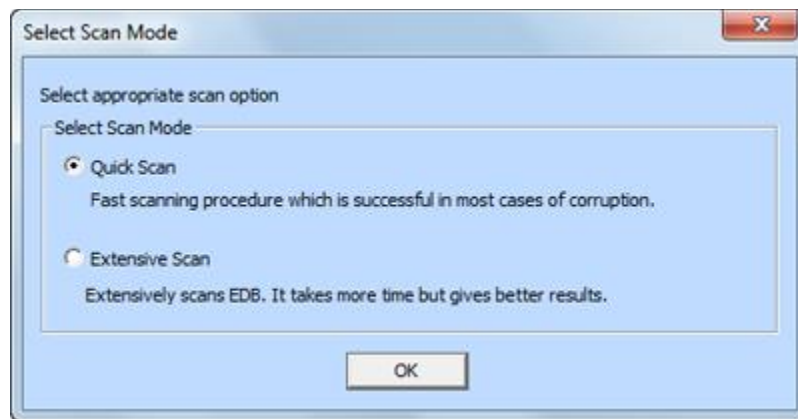 Select Scan Mode
Select appropriate scan option
Select Scan Mode
Quick Scan
Fast scanning procedure which is successful in most cases of corruption.
Extensive Scan
Extensively scans EDB. It takes more time but gives better results.
OK